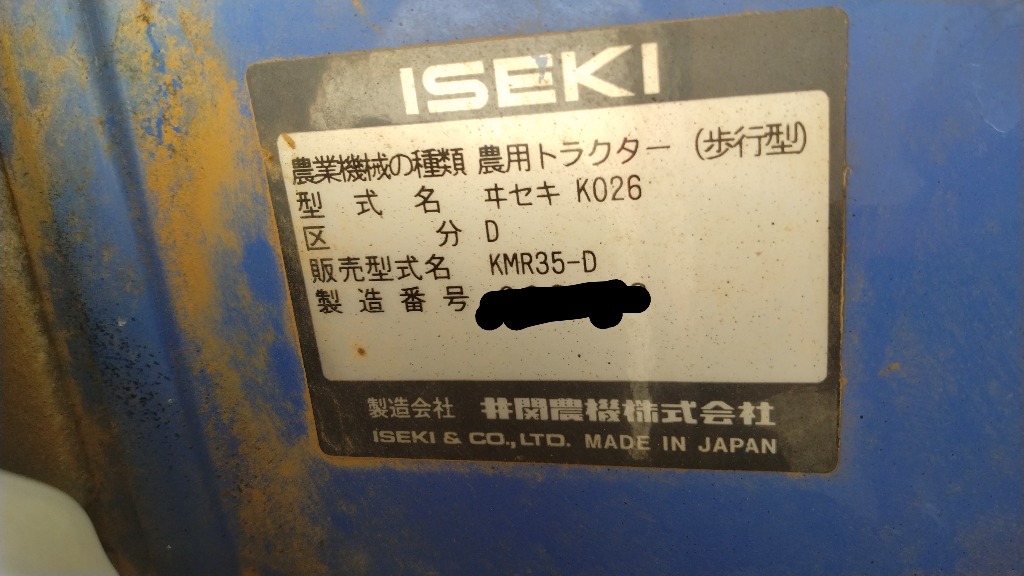 ISEKI
農業機械の種類 農用トラクター (歩行型)
型式名 ヰセキ KO26
区分 D
販売型式名 KMR35-D
製造番号
製造会社 井関農機株式会社
ISEKI & CO., LTD. MADE IN JAPAN